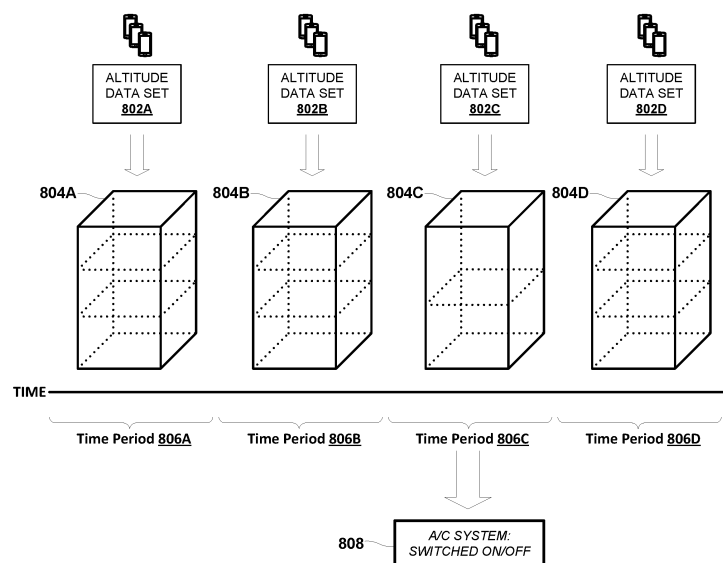 ALTITUDE
DATA SET
802A
ALTITUDE
DATA SET
802B
ALTITUDE
DATA SET
802C
ALTITUDE
DATA SET
802D
804A
804B
804C
804D
TIME
Time Period 806A
Time Period 806B
Time Period 806C
Time Period 806D
808
A/C SYSTEM:
SWITCHED ON/OFF